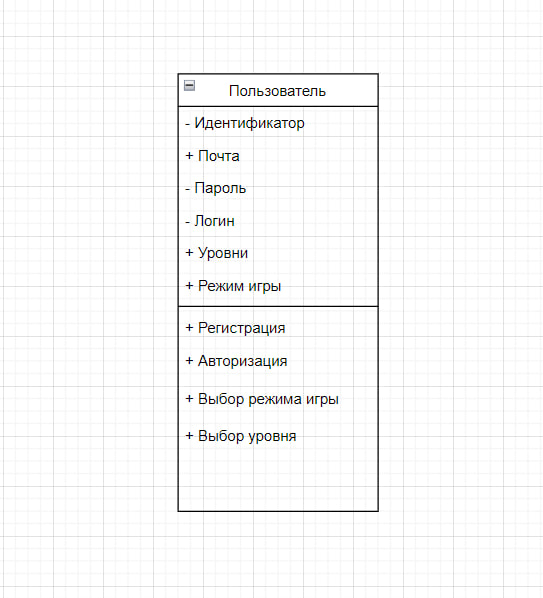 Пользователь
- Идентификатор
+ Почта
- Пароль
- Логин
+ Уровни
+ Режим игры
+ Регистрация
+ Авторизация
+ Выбор режима игры
+ Выбор уровня